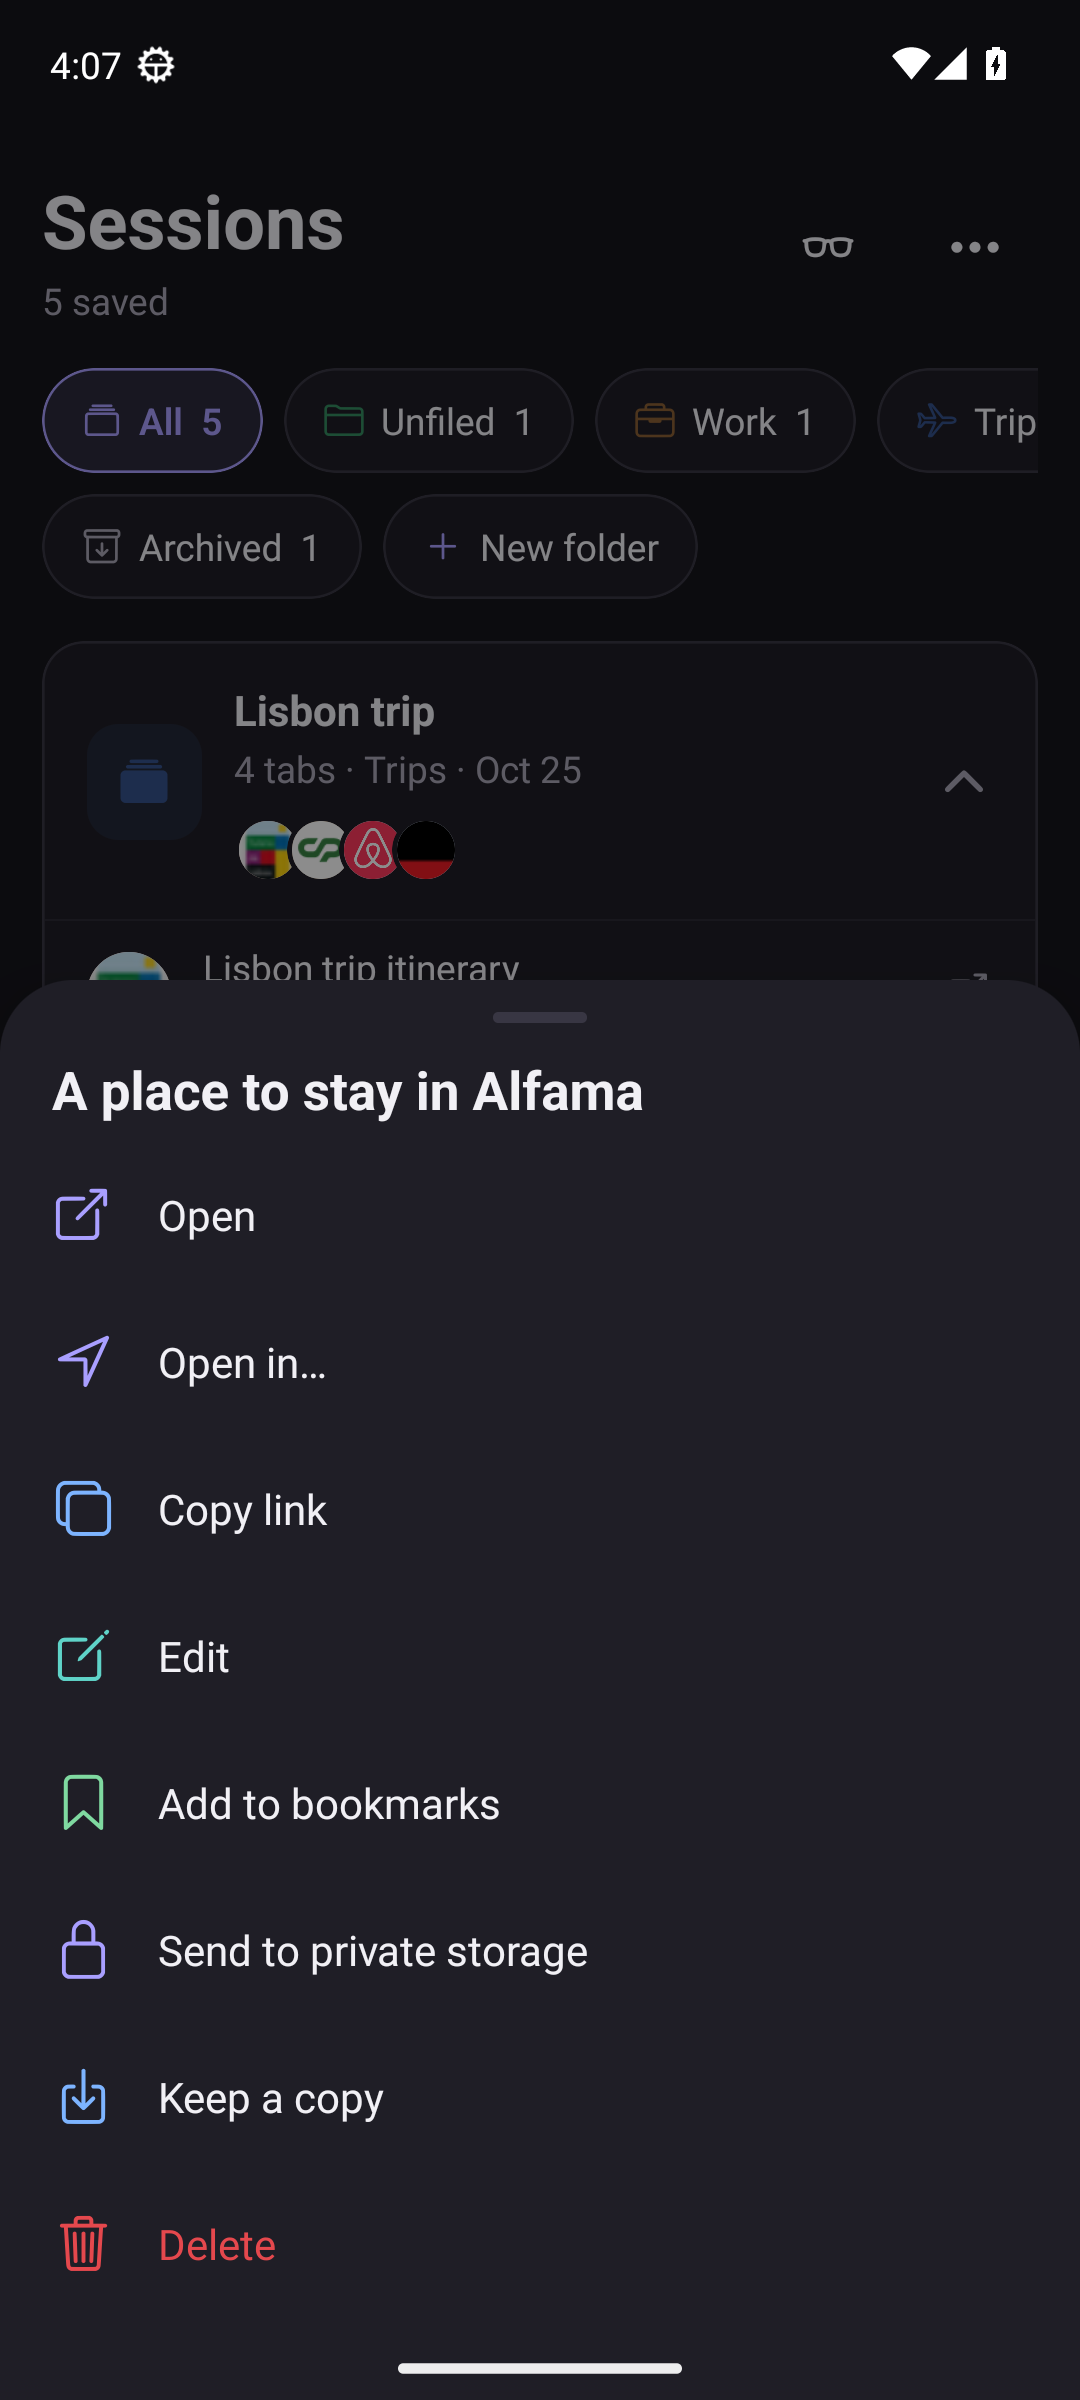 4:07
Sessions
5 saved
All 5
Unfiled 1
Work 1
Trip
Archived 1
New folder
Lisbon trip
4 tabs · Trips · Oct 25
Lisbon trip itinerary
A place to stay in Alfama
Open
Open in…
Copy link
Edit
Add to bookmarks
Send to private storage
Keep a copy
Delete